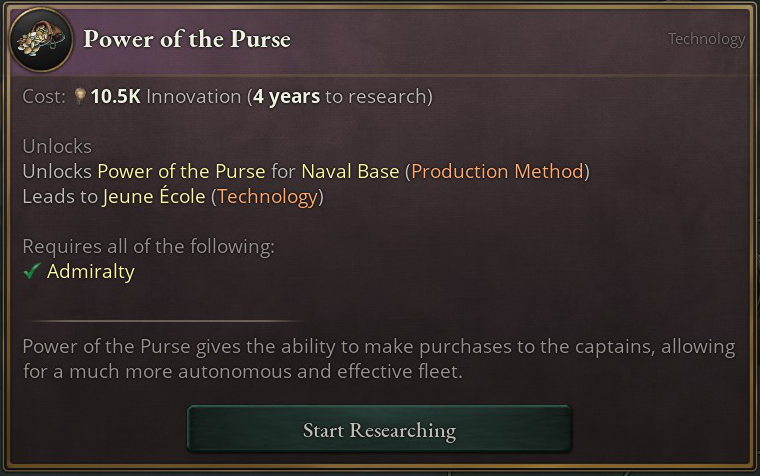 Power of the Purse
Technology
Cost: 10.5K Innovation (4 years to research)
Unlocks
Unlocks Power of the Purse for Naval Base (Production Method)
Leads to Jeune École (Technology)
Requires all of the following:
Admiralty
Power of the Purse gives the ability to make purchases to the captains, allowing
for a much more autonomous and effective fleet.
Start Researching